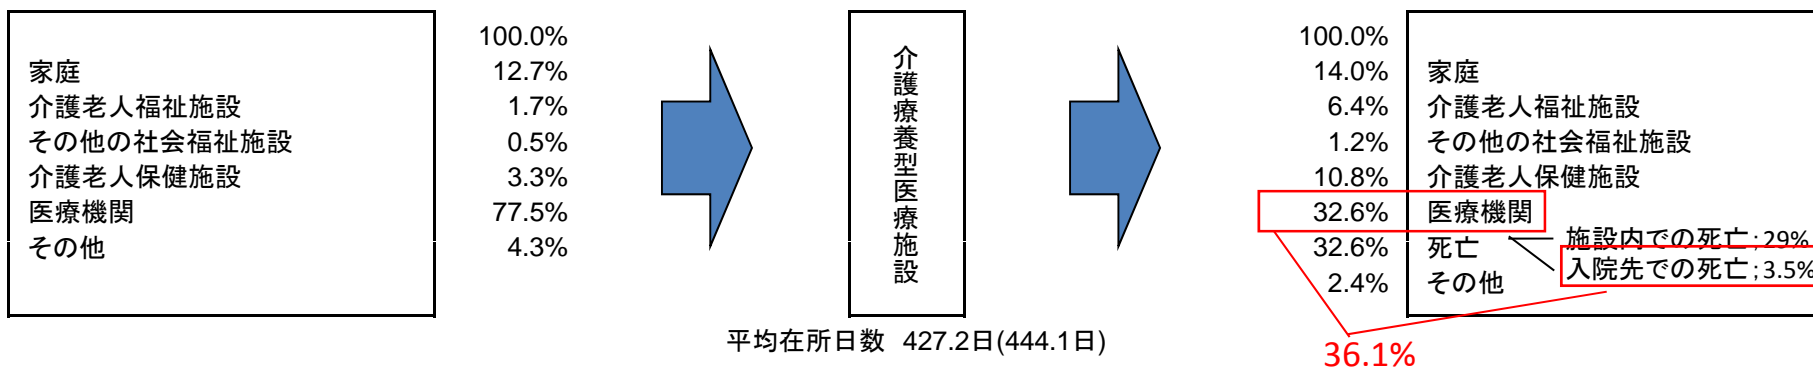 100.0%
家庭 12.7%
介護老人福祉施設 1.7%
その他の社会福祉施設 0.5%
介護老人保健施設 3.3%
医療機関 77.5%
その他 4.3%
介護療養型医療施設
100.0%
14.0% 家庭
6.4% 介護老人福祉施設
1.2% その他の社会福祉施設
10.8% 介護老人保健施設
32.6% 医療機関
32.6% 死亡
2.4% その他
施設内での死亡;29%
入院先での死亡;3.5%
平均在所日数 427.2日(444.1日)
36.1%